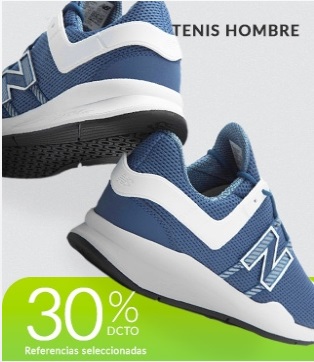 TENIS HOMBRE
N
N
30%
DCTO
Referencias seleccionadas